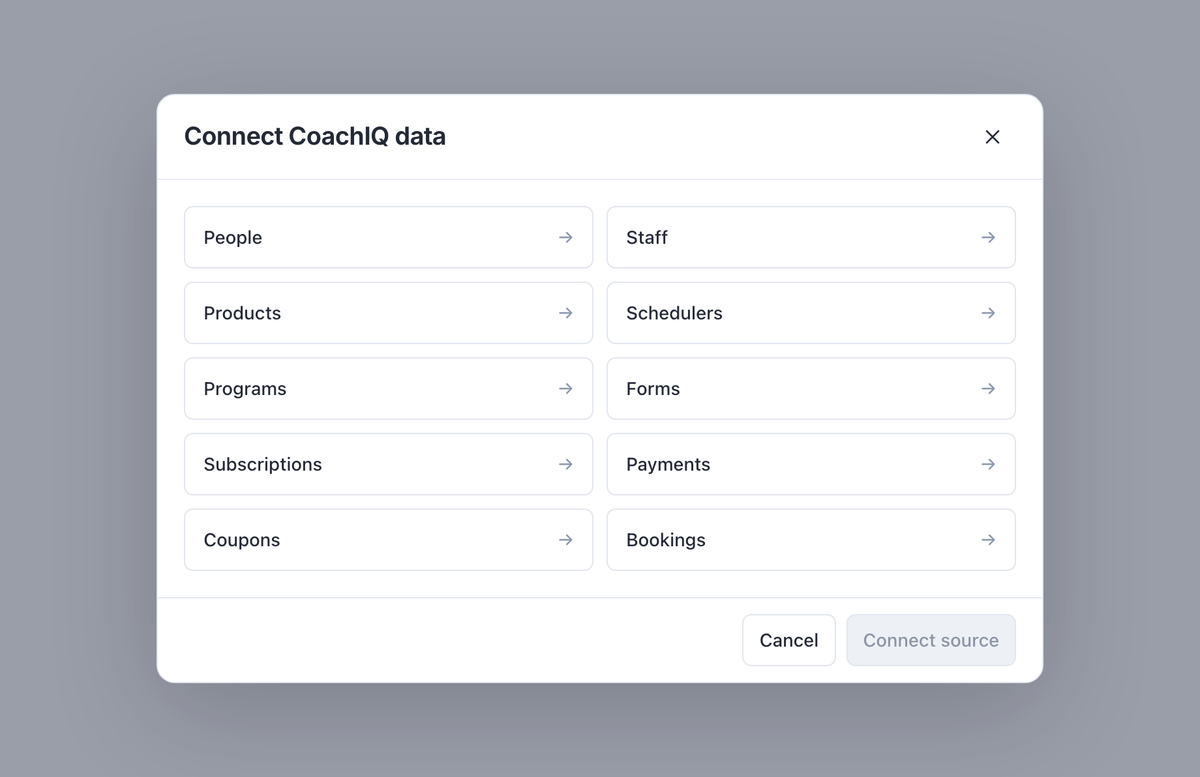 Connect CoachIQ data
People
Staff
Products
Schedulers
Programs
Forms
Subscriptions
Payments
Coupons
Bookings
Cancel
Connect source